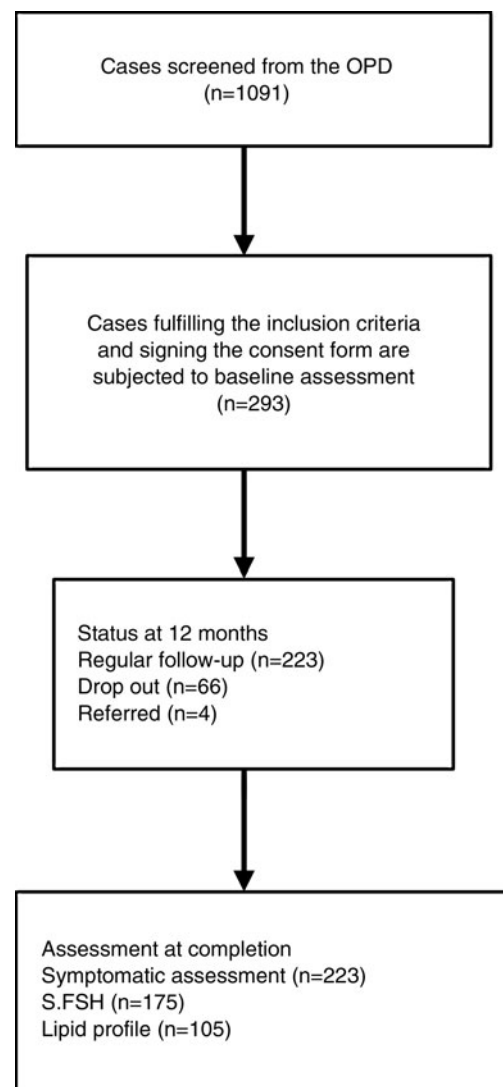 Cases screened from the OPD
(n=1091)
Cases fulfilling the inclusion criteria
and signing the consent form are
subjected to baseline assessment
(n=293)
Status at 12 months
Regular follow-up (n=223)
Drop out (n=66)
Referred (n=4)
Assessment at completion
Symptomatic assessment (n=223)
S.FSH (n=175)
Lipid profile (n=105)